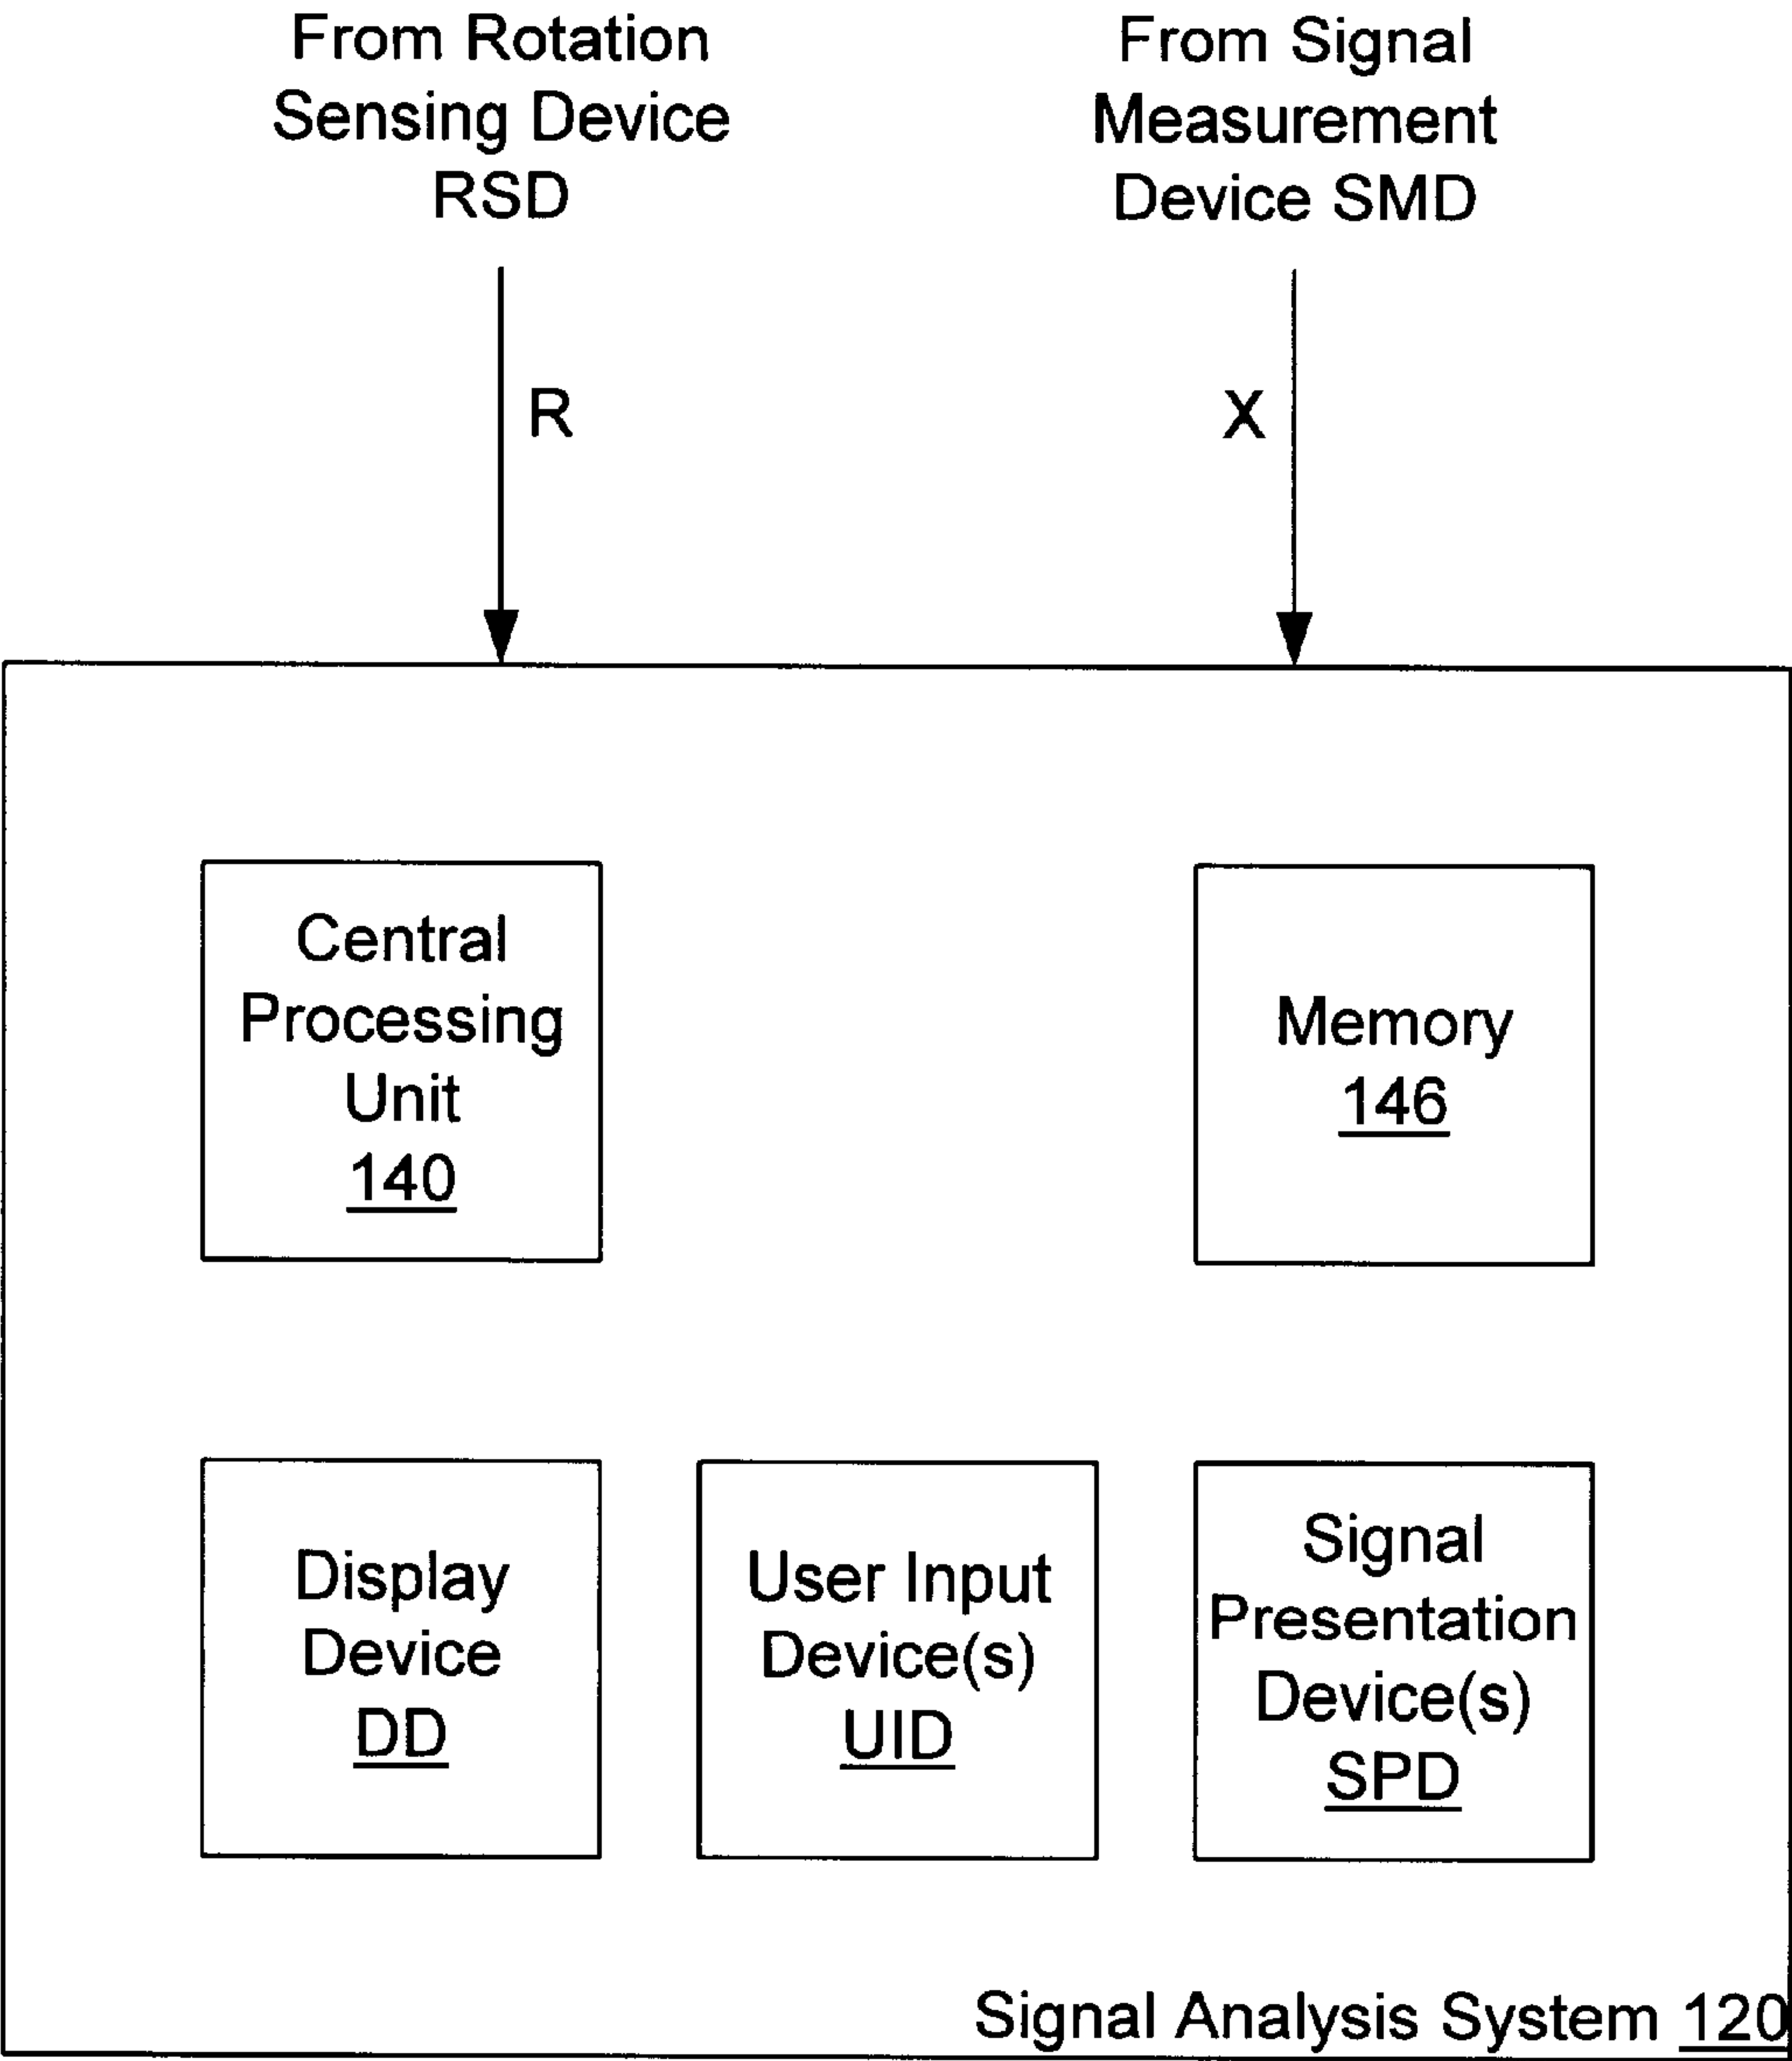 From Rotation
Sensing Device
RSD
From Signal
Measurement
Device SMD
R
X
Central
Processing
Unit
140
Memory
146
Display
Device
DD
User Input
Device(s)
UID
Signal
Presentation
Device(s)
SPD
Signal Analysis System 120